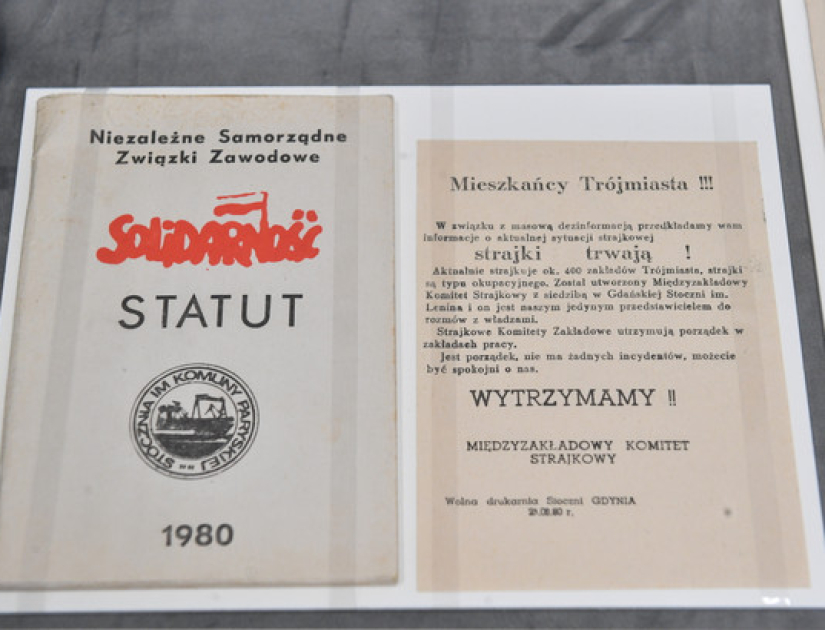 Niezależne Samorządne
Związki Zawodowe
SOLIDARNOŚĆ
STATUT
STOCZNIA IM KOMUNY PARYSKIEJ
1980
Mieszkańcy Trójmiasta !!!
W związku z masową dezinformacją przedkładamy wam
informacje o aktualnej sytuacji strajkowej
strajki trwają !
Aktualnie strajkuje ok. 400 zakładów Trójmiasta, strajki
są typu okupacyjnego. Został utworzony Międzyzakładowy
Komitet Strajkowy z siedzibą w Gdańskiej Stoczni im.
Lenina i on jest naszym jedynym przedstawicielem do
rozmów z władzami.
Strajkowe Komitety Zakładowe utrzymują porządek w
zakładach pracy.
Jest porządek, nie ma żadnych incydentów, możecie
być spokojni o nas.
WYTRZYMAMY !!
MIĘDZYZAKŁADOWY KOMITET
STRAJKOWY
Wolna drukarnia Stoczni GDYNIA
08.80 r.